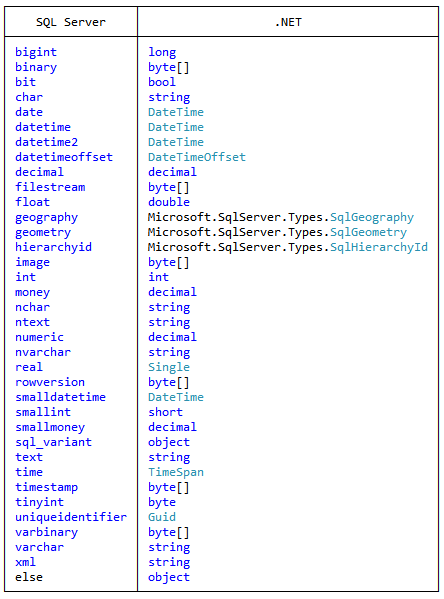 SQL Server .NET
bigint long
binary byte[]
bit bool
char string
date DateTime
datetime DateTime
datetime2 DateTime
datetimeoffset DateTimeOffset
decimal decimal
filestream byte[]
float double
geography Microsoft.SqlServer.Types.SqlGeography
geometry Microsoft.SqlServer.Types.SqlGeometry
hierarchyid Microsoft.SqlServer.Types.SqlHierarchyId
image byte[]
int int
money decimal
nchar string
ntext string
numeric decimal
nvarchar string
real Single
rowversion byte[]
smalldatetime DateTime
smallint short
smallmoney decimal
sql_variant object
text string
time TimeSpan
timestamp byte[]
tinyint byte
uniqueidentifier Guid
varbinary byte[]
varchar string
xml string
else object